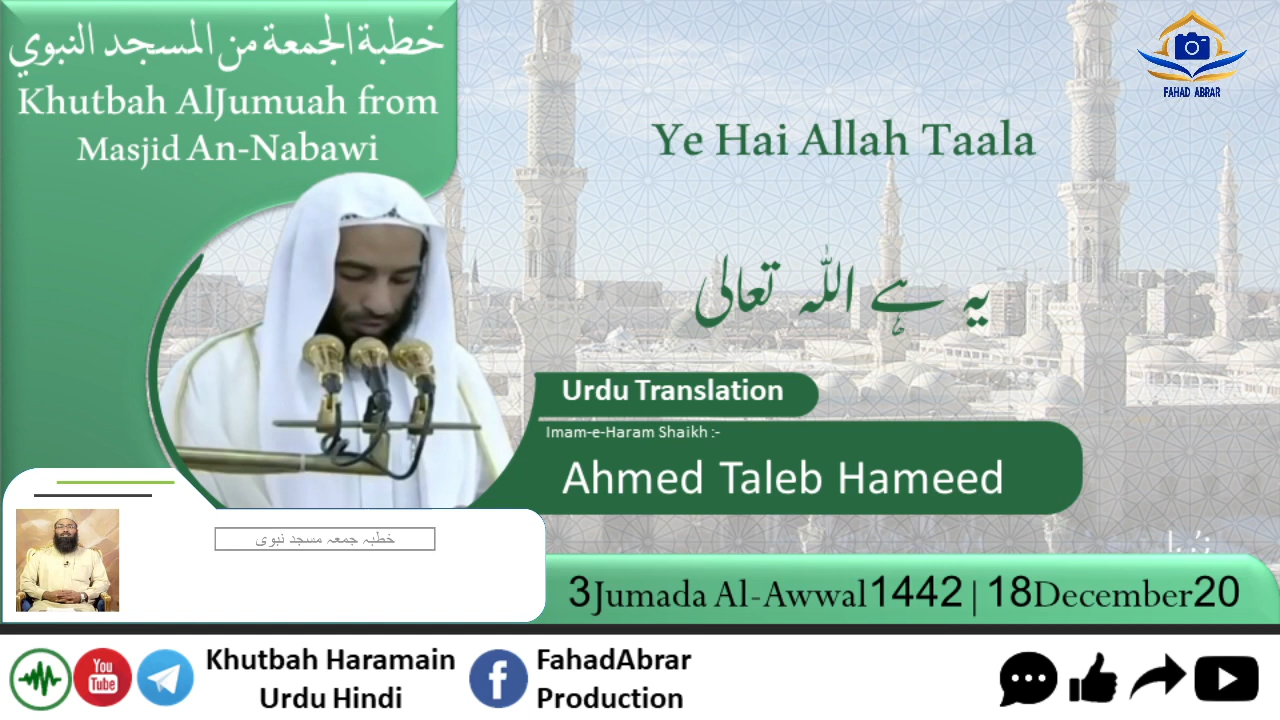 خطبة الجمعة من المسجد النبوي
Khutbah AlJumuah from
Masjid An-Nabawi
FAHAD ABRAR
Ye Hai Allah Taala
یہ ہے اللہ تعالی
Urdu Translation
Imam-e-Haram Shaikh :-
Ahmed Taleb Hameed
خطبہ جمعہ مسجد نبوی
3Jumada Al-Awwal1442 | 18December20
You
Tube
Khutbah Haramain
Urdu Hindi
FahadAbrar
Production